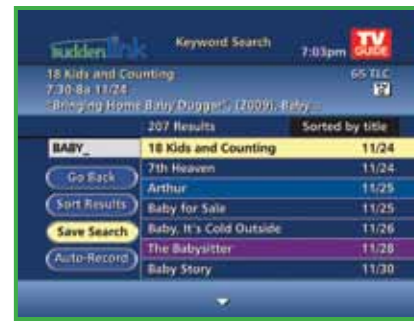 suddenlink
Keyword Search
7:03pm
TV GUIDE
18 Kids and Counting
65 TLC
7:30-8a 11/24
"Bringing Home Baby Duggar", (2009), Baby...
207 Results
Sorted by title
BABY_
18 Kids and Counting 11/24
Go Back
7th Heaven 11/24
Arthur 11/25
Sort Results
Baby for Sale 11/25
Save Search
Baby, It's Cold Outside 11/26
The Babysitter 11/28
Auto-Record
Baby Story 11/30